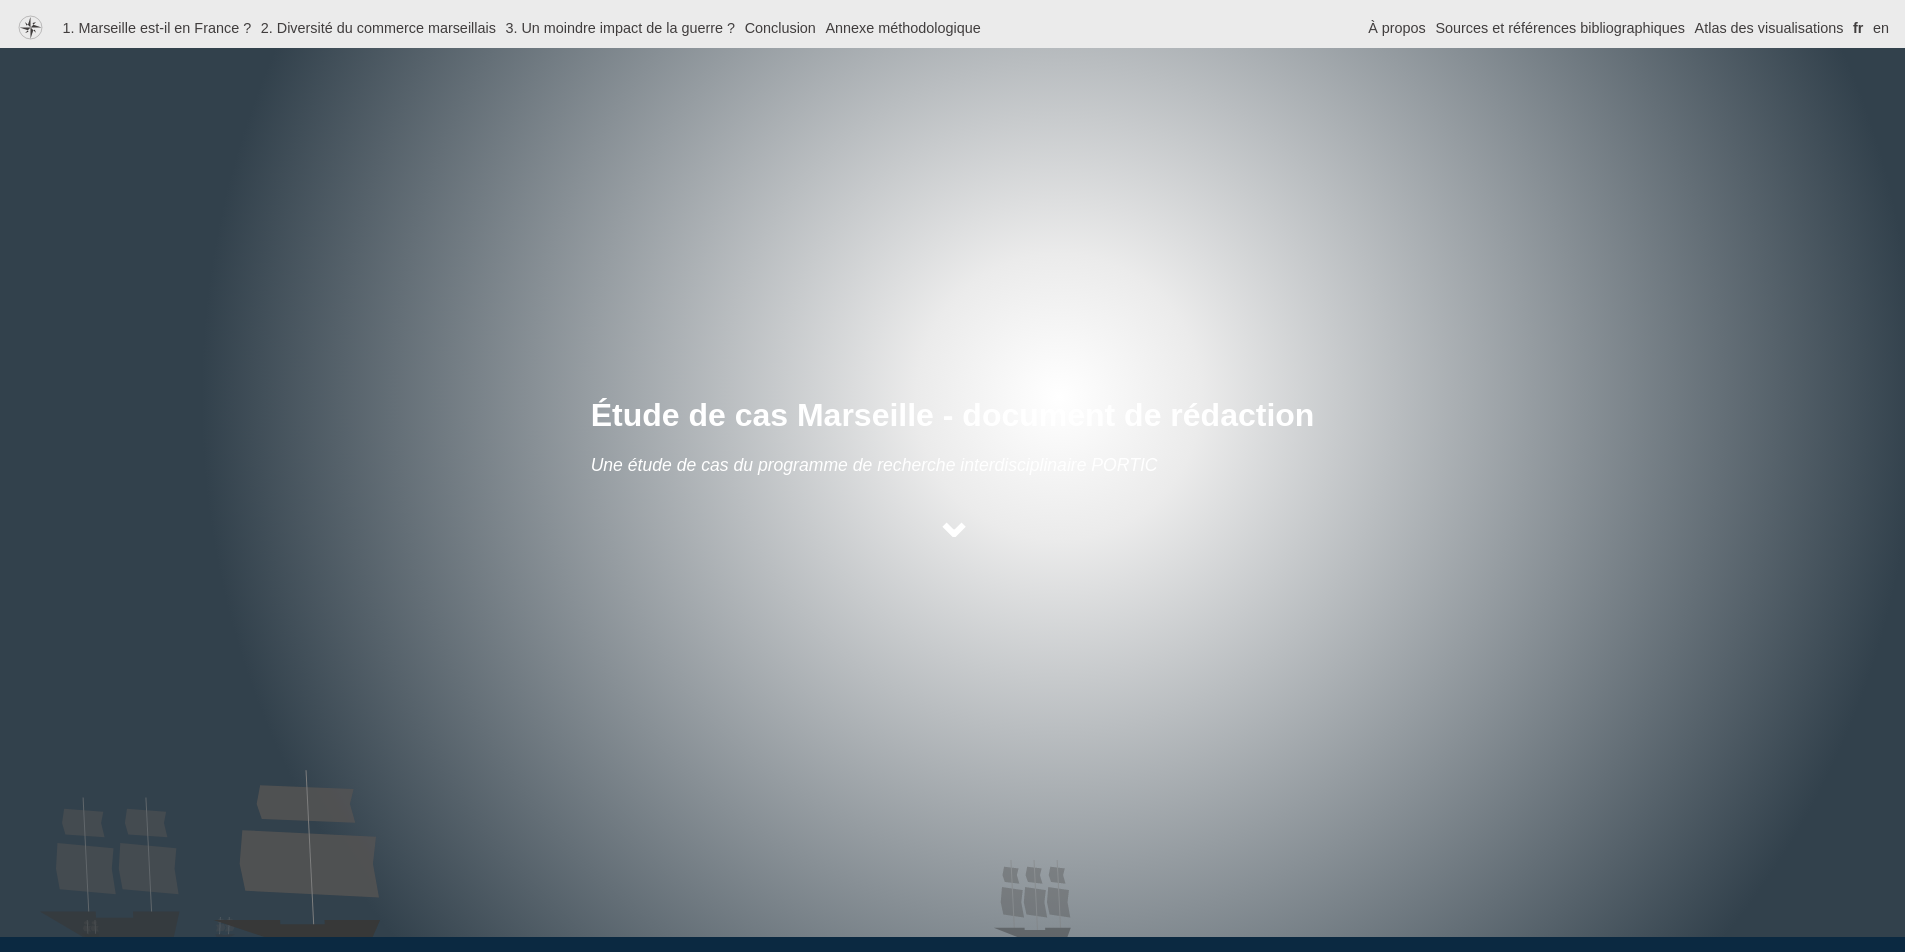 1. Marseille est-il en France ? 2. Diversité du commerce marseillais 3. Un moindre impact de la guerre ? Conclusion Annexe méthodologique À propos Sources et références bibliographiques Atlas des visualisations fr en
Étude de cas Marseille - document de rédaction
Une étude de cas du programme de recherche interdisciplinaire PORTIC